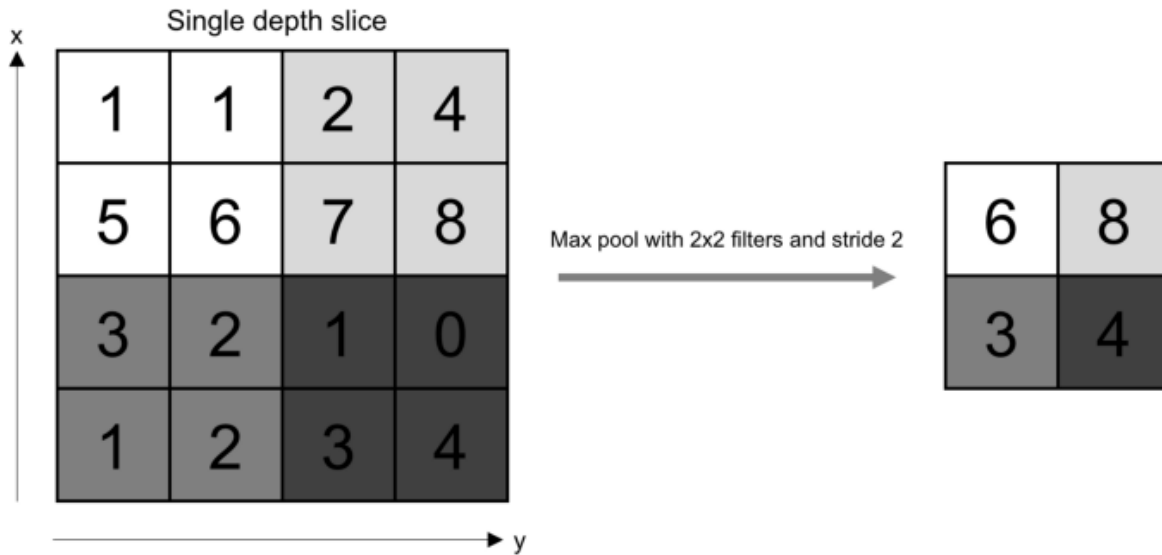 Single depth slice
x
1 1 2 4
5 6 7 8
3 2 1 0
1 2 3 4
y
Max pool with 2x2 filters and stride 2
6 8
3 4